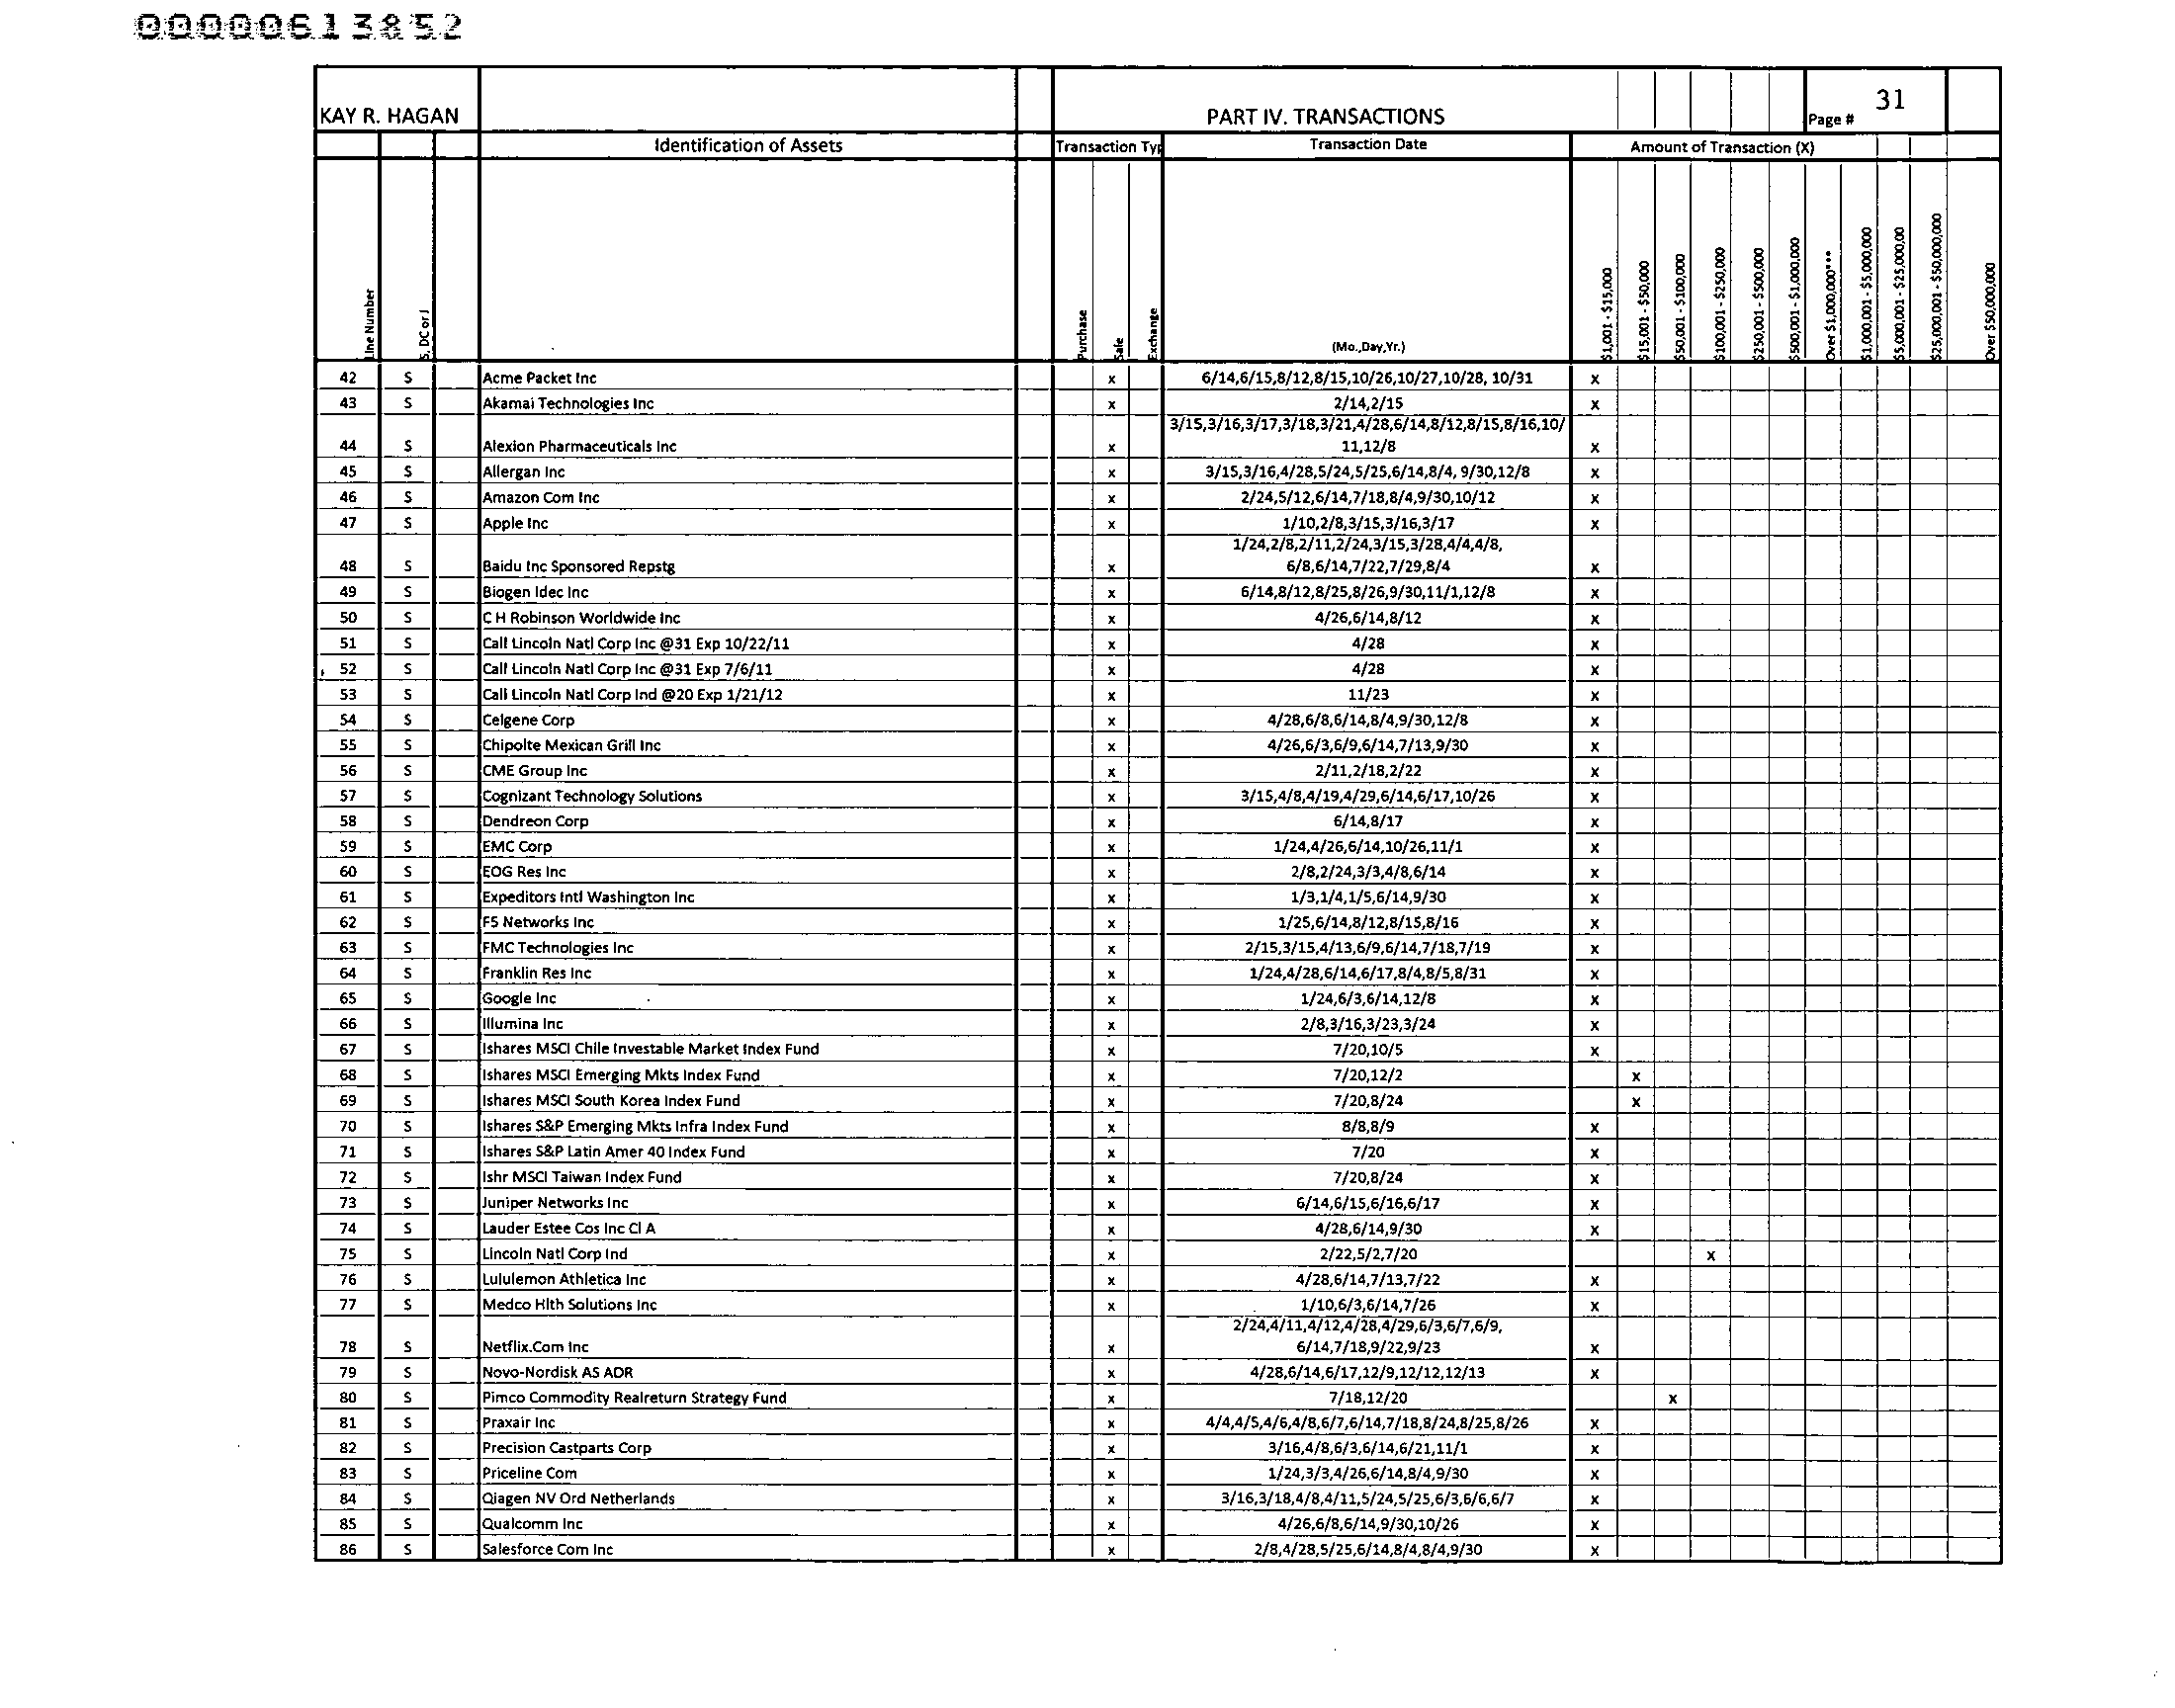 00000613852
KAY R. HAGAN PART IV. TRANSACTIONS Page # 31
Identification of Assets Transaction Typ Transaction Date Amount of Transaction (X)
Line Number S, DC or J Purchase Sale Exchange (Mo.,Day,Yr.) $1,001 - $15,000 $15,001 - $50,000 $50,001 - $100,000 $100,001 - $250,000 $250,001 - $500,000 $500,001 - $1,000,000 Over $1,000,000*** $1,000,001 - $5,000,000 $5,000,001 - $25,000,00 $25,000,001 - $50,000,000 Over $50,000,000
42 S Acme Packet Inc x 6/14,6/15,8/12,8/15,10/26,10/27,10/28, 10/31 x
43 S Akamai Technologies Inc x 2/14,2/15 x
3/15,3/16,3/17,3/18,3/21,4/28,6/14,8/12,8/15,8/16,10/
44 S Alexion Pharmaceuticals Inc x 11,12/8 x
45 S Allergan Inc x 3/15,3/16,4/28,5/24,5/25,6/14,8/4, 9/30,12/8 x
46 S Amazon Com Inc x 2/24,5/12,6/14,7/18,8/4,9/30,10/12 x
47 S Apple Inc x 1/10,2/8,3/15,3/16,3/17 x
1/24,2/8,2/11,2/24,3/15,3/28,4/4,4/8,
48 S Baidu Inc Sponsored Repstg x 6/8,6/14,7/22,7/29,8/4 x
49 S Biogen Idec Inc x 6/14,8/12,8/25,8/26,9/30,11/1,12/8 x
50 S C H Robinson Worldwide Inc x 4/26,6/14,8/12 x
51 S Call Lincoln Natl Corp Inc @31 Exp 10/22/11 x 4/28 x
52 S Call Lincoln Natl Corp Inc @31 Exp 7/6/11 x 4/28 x
53 S Call Lincoln Natl Corp Ind @20 Exp 1/21/12 x 11/23 x
54 S Celgene Corp x 4/28,6/8,6/14,8/4,9/30,12/8 x
55 S Chipolte Mexican Grill Inc x 4/26,6/3,6/9,6/14,7/13,9/30 x
56 S CME Group Inc x 2/11,2/18,2/22 x
57 S Cognizant Technology Solutions x 3/15,4/8,4/19,4/29,6/14,6/17,10/26 x
58 S Dendreon Corp x 6/14,8/17 x
59 S EMC Corp x 1/24,4/26,6/14,10/26,11/1 x
60 S EOG Res Inc x 2/8,2/24,3/3,4/8,6/14 x
61 S Expeditors Intl Washington Inc x 1/3,1/4,1/5,6/14,9/30 x
62 S F5 Networks Inc x 1/25,6/14,8/12,8/15,8/16 x
63 S FMC Technologies Inc x 2/15,3/15,4/13,6/9,6/14,7/18,7/19 x
64 S Franklin Res Inc x 1/24,4/28,6/14,6/17,8/4,8/5,8/31 x
65 S Google Inc x 1/24,6/3,6/14,12/8 x
66 S Illumina Inc x 2/8,3/16,3/23,3/24 x
67 S Ishares MSCI Chile Investable Market Index Fund x 7/20,10/5 x
68 S Ishares MSCI Emerging Mkts Index Fund x 7/20,12/2 x
69 S Ishares MSCI South Korea Index Fund x 7/20,8/24 x
70 S Ishares S&P Emerging Mkts Infra Index Fund x 8/8,8/9 x
71 S Ishares S&P Latin Amer 40 Index Fund x 7/20 x
72 S Ishr MSCI Taiwan Index Fund x 7/20,8/24 x
73 S Juniper Networks Inc x 6/14,6/15,6/16,6/17 x
74 S Lauder Estee Cos Inc Cl A x 4/28,6/14,9/30 x
75 S Lincoln Natl Corp Ind x 2/22,5/2,7/20 x
76 S Lululemon Athletica Inc x 4/28,6/14,7/13,7/22 x
77 S Medco Hlth Solutions Inc x 1/10,6/3,6/14,7/26 x
2/24,4/11,4/12,4/28,4/29,6/3,6/7,6/9,
78 S Netflix.Com Inc x 6/14,7/18,9/22,9/23 x
79 S Novo-Nordisk AS ADR x 4/28,6/14,6/17,12/9,12/12,12/13 x
80 S Pimco Commodity Realreturn Strategy Fund x 7/18,12/20 x
81 S Praxair Inc x 4/4,4/5,4/6,4/8,6/7,6/14,7/18,8/24,8/25,8/26 x
82 S Precision Castparts Corp x 3/16,4/8,6/3,6/14,6/21,11/1 x
83 S Priceline Com x 1/24,3/3,4/26,6/14,8/4,9/30 x
84 S Qiagen NV Ord Netherlands x 3/16,3/18,4/8,4/11,5/24,5/25,6/3,6/6,6/7 x
85 S Qualcomm Inc x 4/26,6/8,6/14,9/30,10/26 x
86 S Salesforce Com Inc x 2/8,4/28,5/25,6/14,8/4,8/4,9/30 x